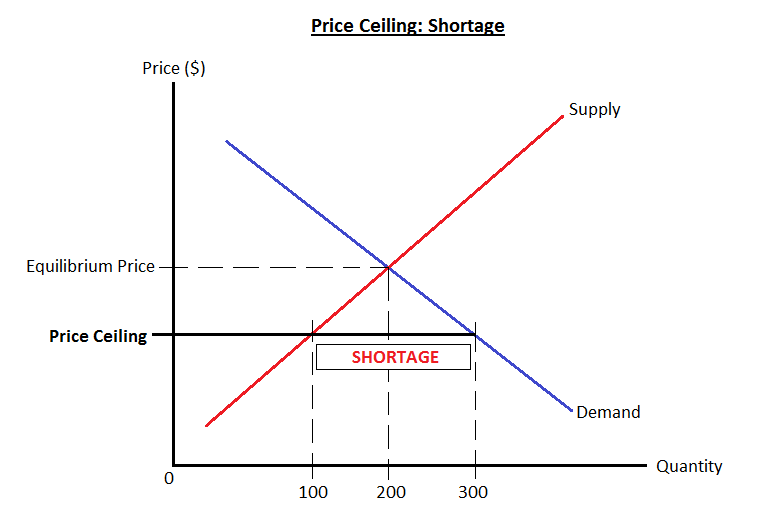 Price Ceiling: Shortage
Price ($)
Supply
Equilibrium Price
Price Ceiling
SHORTAGE
Demand
Quantity
0
100 200 300